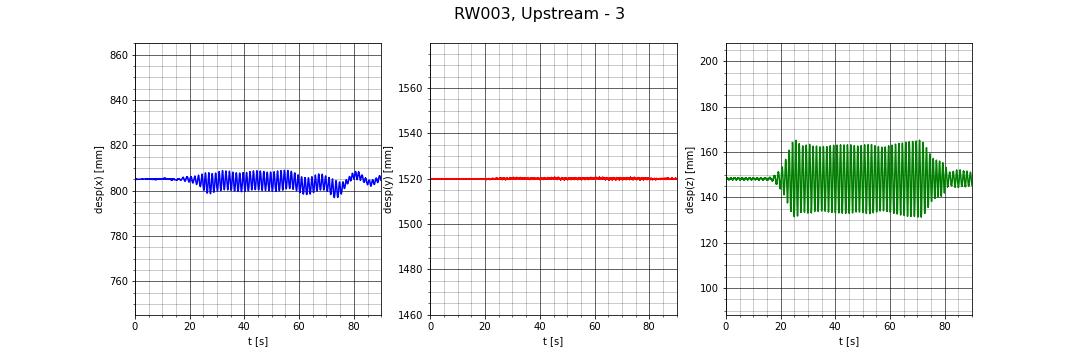 RW003, Upstream - 3
desp(x) [mm]
860
840
820
800
780
760
0 20 40 60 80
t [s]
desp(y) [mm]
1560
1540
1520
1500
1480
1460
0 20 40 60 80
t [s]
desp(z) [mm]
200
180
160
140
120
100
0 20 40 60 80
t [s]